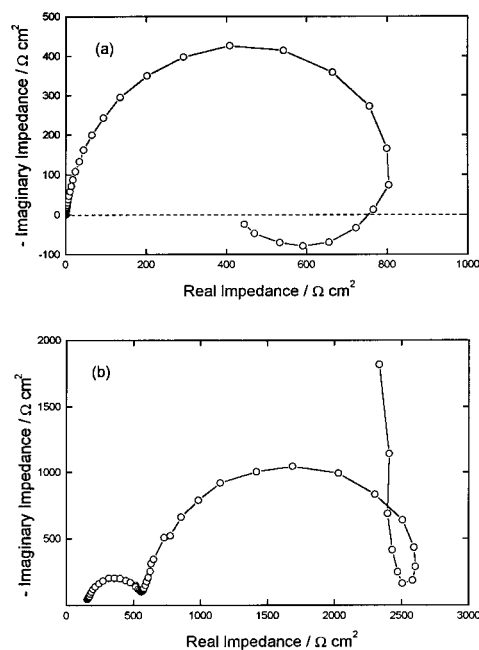 (a)
500
400
300
200
100
0
-100
0 200 400 600 800 1000
- Imaginary Impedance / Ω cm²
Real Impedance / Ω cm²
(b)
2000
1500
1000
500
0
0 500 1000 1500 2000 2500 3000
- Imaginary Impedance / Ω cm²
Real Impedance / Ω cm²